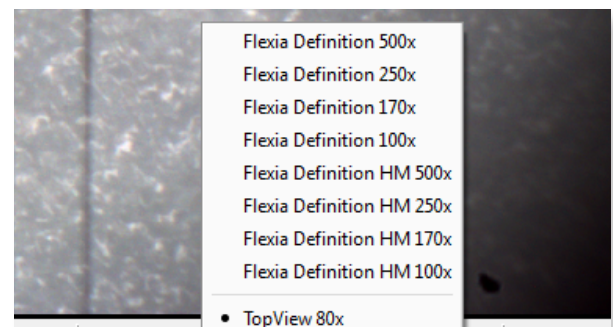 Flexia Definition 500x
Flexia Definition 250x
Flexia Definition 170x
Flexia Definition 100x
Flexia Definition HM 500x
Flexia Definition HM 250x
Flexia Definition HM 170x
Flexia Definition HM 100x
TopView 80x